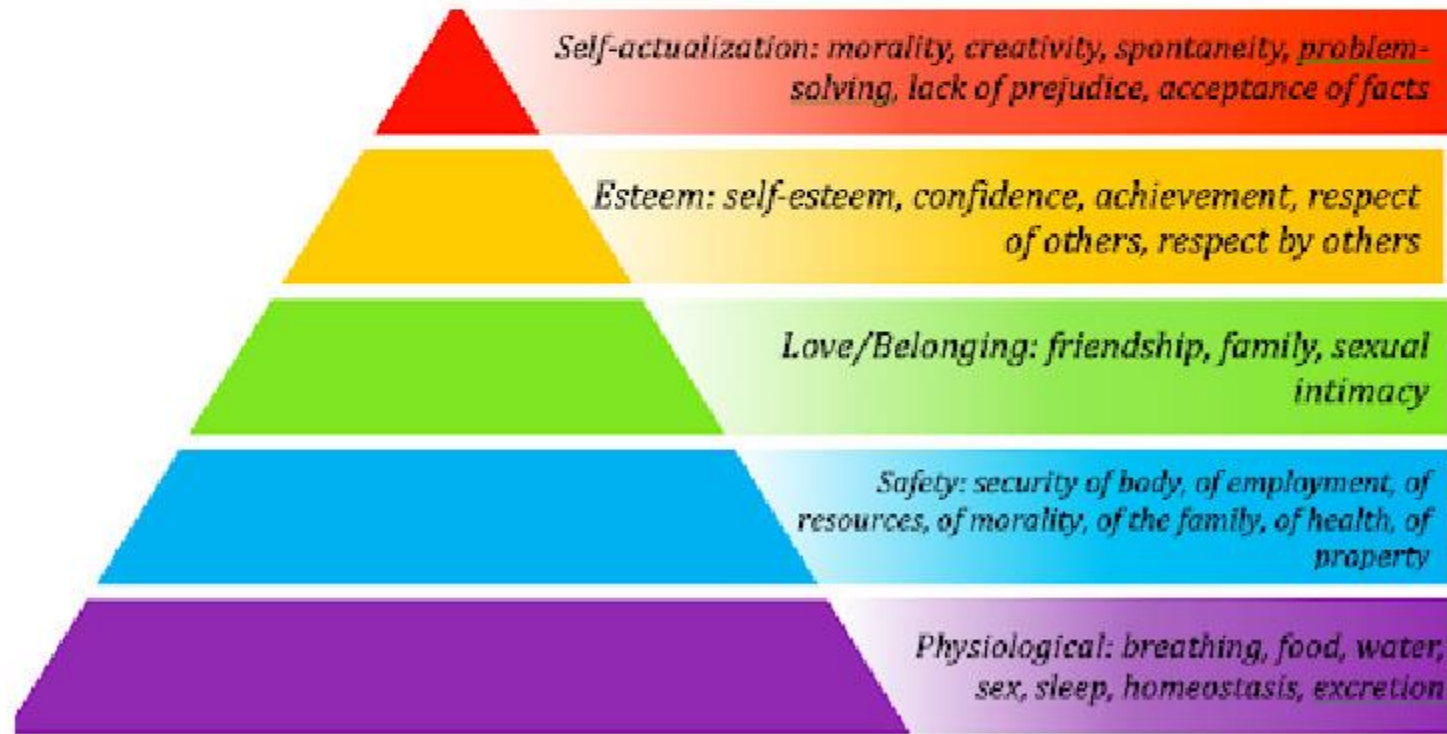 Self-actualization: morality, creativity, spontaneity, problem-
solving, lack of prejudice, acceptance of facts
Esteem: self-esteem, confidence, achievement, respect
of others, respect by others
Love/Belonging: friendship, family, sexual
intimacy
Safety: security of body, of employment, of
resources, of morality, of the family, of health, of
property
Physiological: breathing, food, water,
sex, sleep, homeostasis, excretion